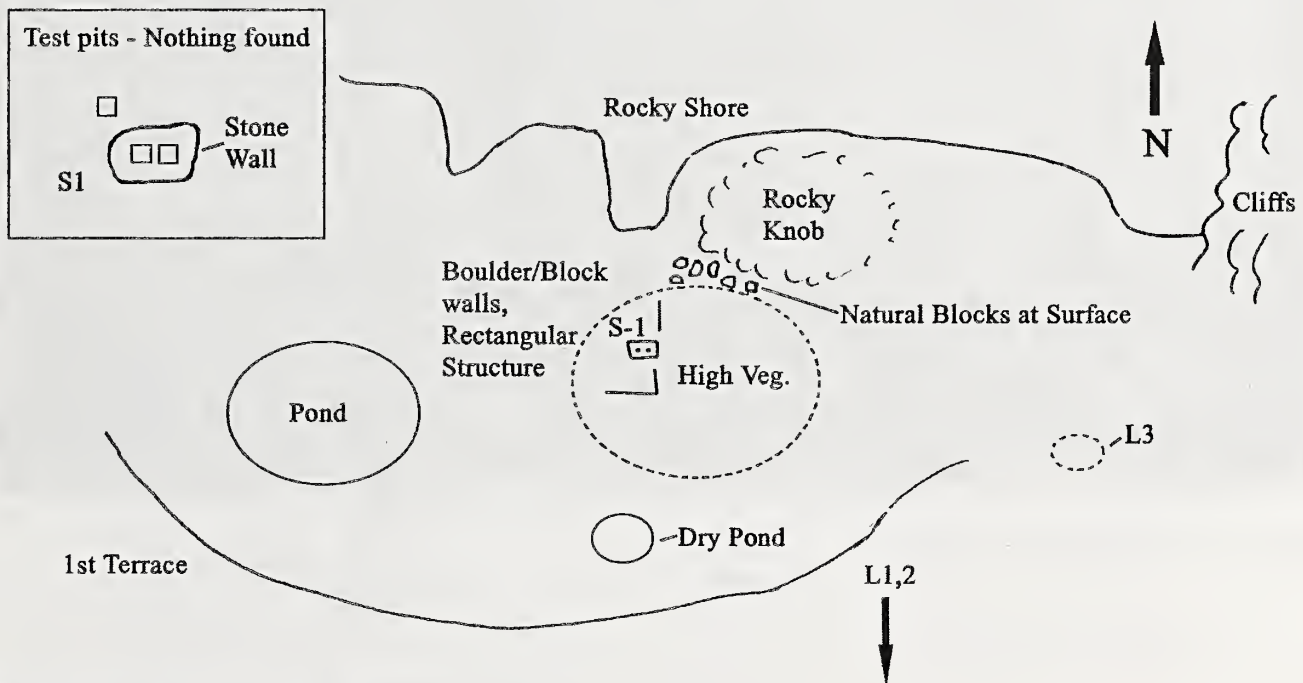 Test pits - Nothing found
Stone
Wall
S1
Rocky Shore
N
Rocky
Knob
Cliffs
Boulder/Block
walls,
Rectangular
Structure
Natural Blocks at Surface
S-1
High Veg.
Pond
L3
Dry Pond
1st Terrace
L1,2